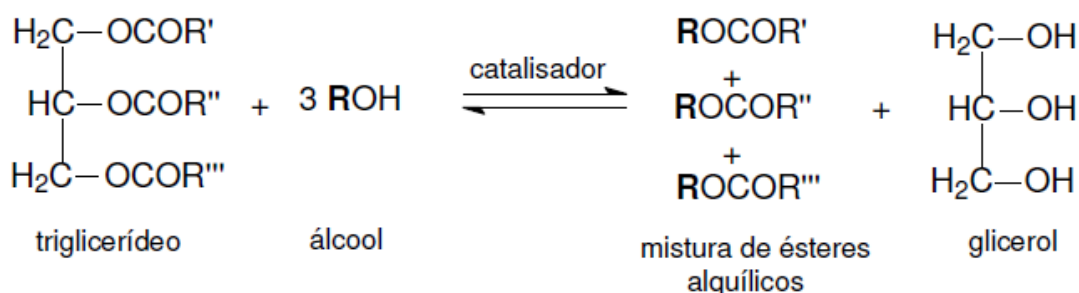 H₂C—OCOR'
HC—OCOR''
H₂C—OCOR'''
triglicerídeo
+
3 ROH
álcool
catalisador
ROCOR'
+
ROCOR''
+
ROCOR'''
mistura de ésteres
alquílicos
+
H₂C—OH
HC—OH
H₂C—OH
glicerol